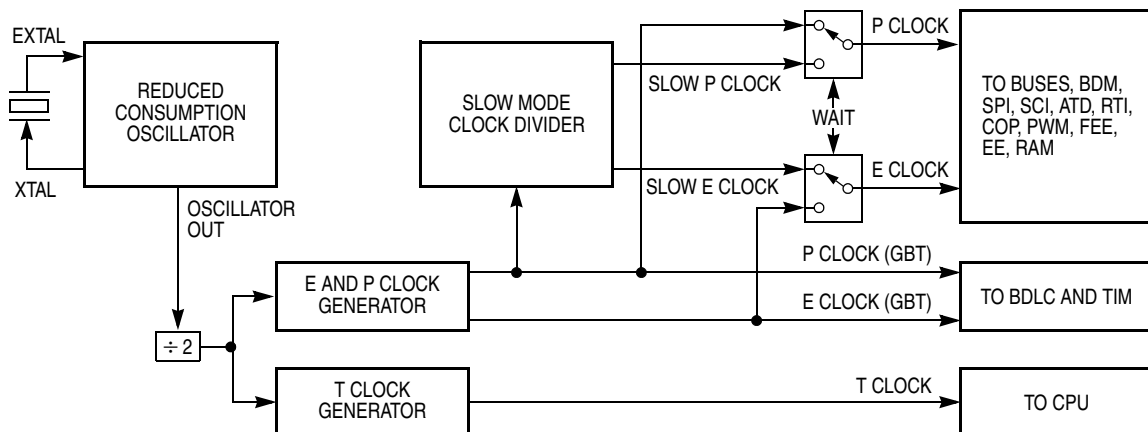 EXTAL
REDUCED
CONSUMPTION
OSCILLATOR
XTAL
OSCILLATOR
OUT
÷ 2
SLOW MODE
CLOCK DIVIDER
SLOW P CLOCK
WAIT
SLOW E CLOCK
P CLOCK
E CLOCK
TO BUSES, BDM,
SPI, SCI, ATD, RTI,
COP, PWM, FEE,
EE, RAM
E AND P CLOCK
GENERATOR
P CLOCK (GBT)
E CLOCK (GBT)
TO BDLC AND TIM
T CLOCK
GENERATOR
T CLOCK
TO CPU